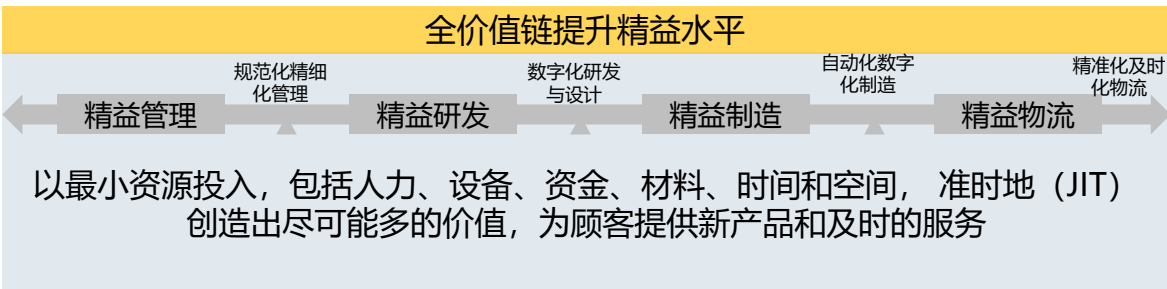 全价值链提升精益水平
规范化精细
化管理
数字化研发
与设计
自动化数字
化制造
精准化及时
化物流
精益管理
精益研发
精益制造
精益物流
以最小资源投入，包括人力、设备、资金、材料、时间和空间， 准时地（JIT）
创造出尽可能多的价值，为顾客提供新产品和及时的服务